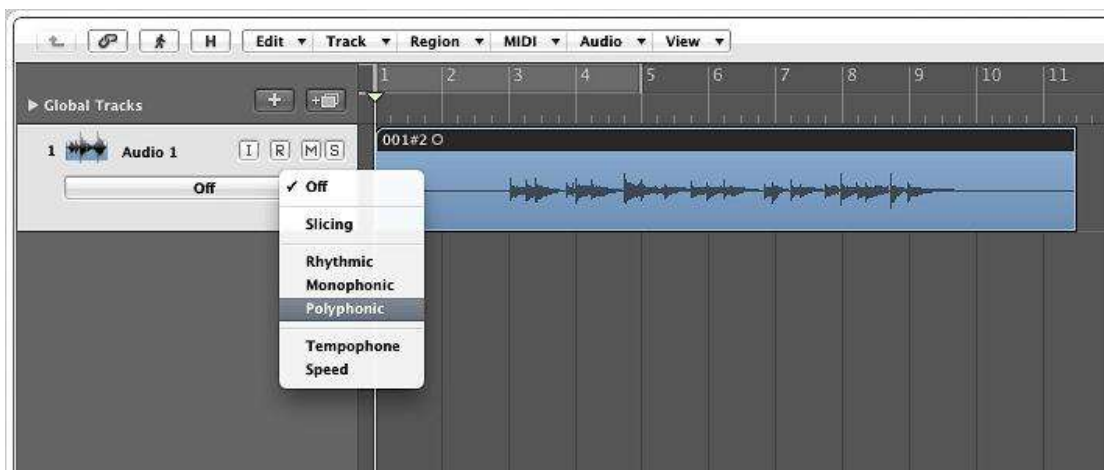 H Edit Track Region MIDI Audio View
1 2 3 4 5 6 7 8 9 10 11
Global Tracks
001#2
1 Audio 1 I R M S
Off
Off
Slicing
Rhythmic
Monophonic
Polyphonic
Tempophone
Speed